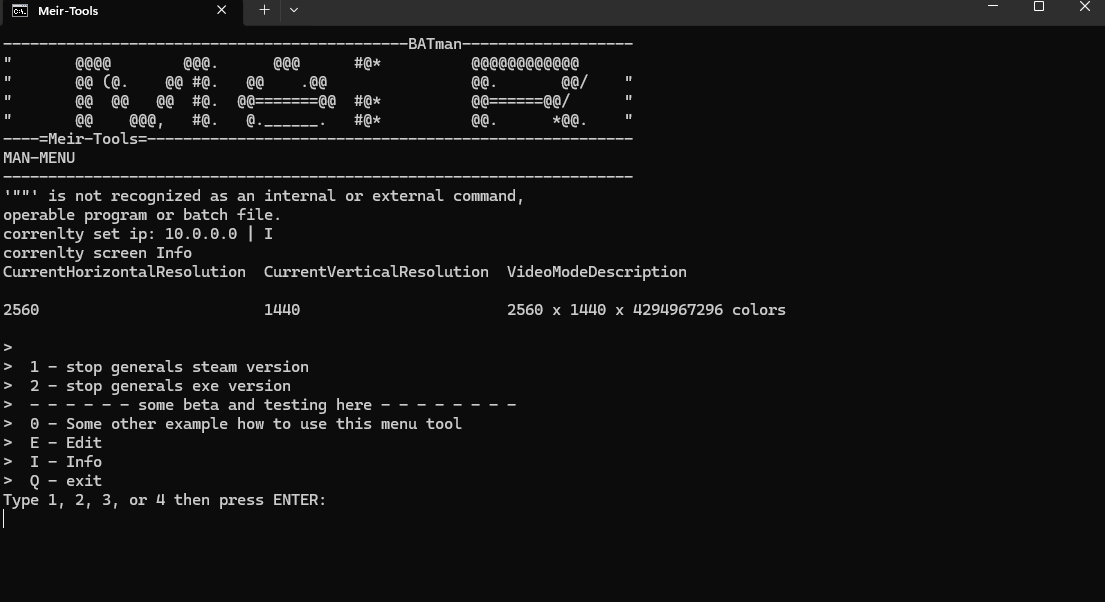 Meir-Tools
---------------------------------------------BATman-------------------
"       @@@@        @@@.      @@@      #@*          @@@@@@@@@@@@
"       @@ (@.    @@ #@.   @@    .@@                @@.       @@/    "
"       @@  @@   @@  #@.  @@=======@@  #@*          @@======@@/      "
"       @@    @@@,   #@.   @.______.   #@*          @@.      *@@.    "
----=Meir-Tools=------------------------------------------------------
MAN-MENU
----------------------------------------------------------------------
'""' is not recognized as an internal or external command,
operable program or batch file.
correnlty set ip: 10.0.0.0 | I
correnlty screen Info
CurrentHorizontalResolution  CurrentVerticalResolution  VideoModeDescription
2560                         1440                       2560 x 1440 x 4294967296 colors
>
>  1 - stop generals steam version
>  2 - stop generals exe version
>  - - - - - - some beta and testing here - - - - - - - -
>  0 - Some other example how to use this menu tool
>  E - Edit
>  I - Info
>  Q - exit
Type 1, 2, 3, or 4 then press ENTER: